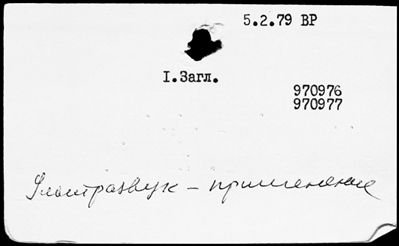 5.2.79 ВР
I.Загл.
970976
970977
Ультразвук – применение